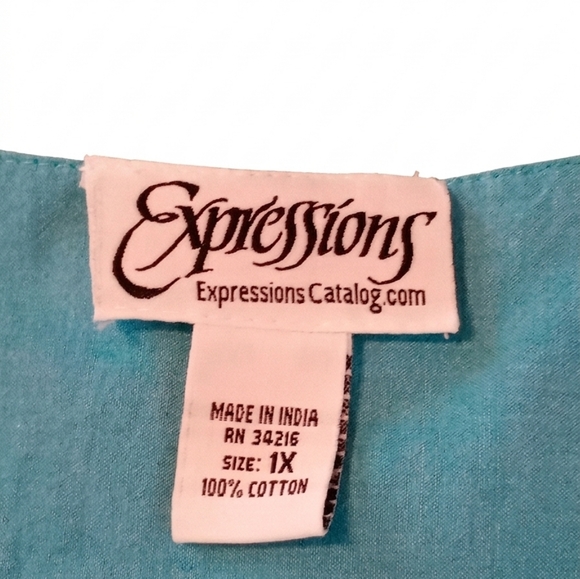 Expressions
ExpressionsCatalog.com
MADE IN INDIA
RN 34216
SIZE: 1X
100% COTTON